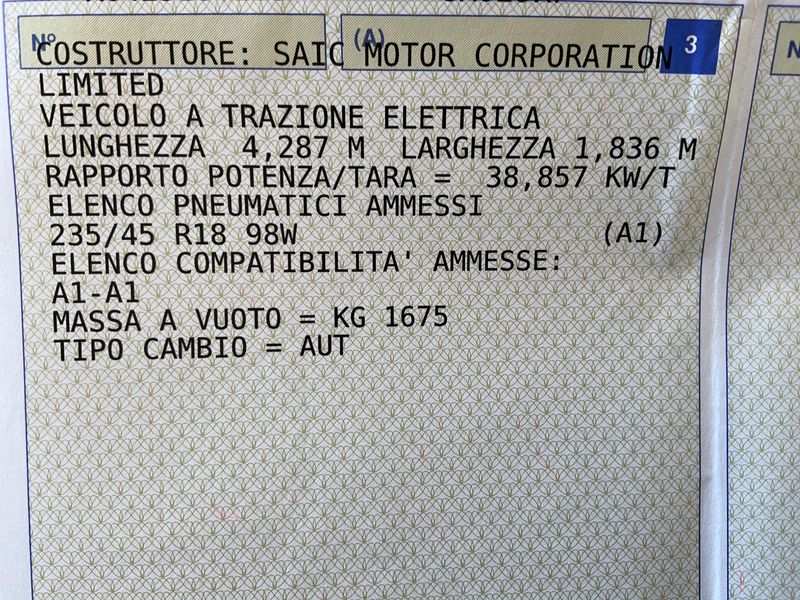 Nº (A) 3 N
COSTRUTTORE: SAIC MOTOR CORPORATION
LIMITED
VEICOLO A TRAZIONE ELETTRICA
LUNGHEZZA 4,287 M LARGHEZZA 1,836 M
RAPPORTO POTENZA/TARA = 38,857 KW/T
ELENCO PNEUMATICI AMMESSI
235/45 R18 98W (A1)
ELENCO COMPATIBILITA' AMMESSE:
A1-A1
MASSA A VUOTO = KG 1675
TIPO CAMBIO = AUT